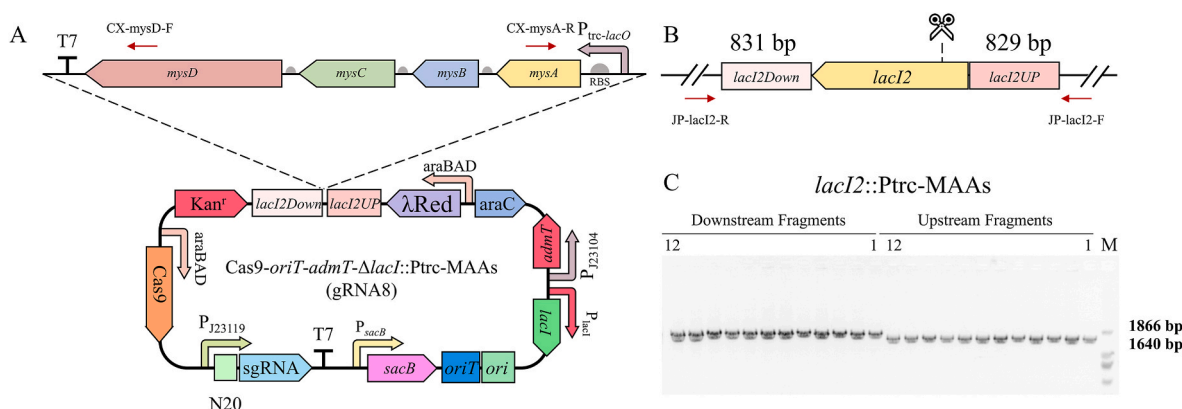 A
T7
CX-mysD-F
CX-mysA-R
Ptrc-lacO
mysD
mysC
mysB
mysA
RBS
araBAD
Kanr
lacI2Down
lacI2UP
λRed
araC
araBAD
Cas9
Cas9-oriT-admT-ΔlacI::Ptrc-MAAs
(gRNA8)
admT
PJ23104
PlacI
lacI
PJ23119
T7
PsacB
sgRNA
sacB
oriT
ori
N20
B
831 bp
829 bp
lacI2Down
lacI2
lacI2UP
JP-lacI2-R
JP-lacI2-F
C
lacI2::Ptrc-MAAs
Downstream Fragments
Upstream Fragments
12 1 12 1 M
1866 bp
1640 bp